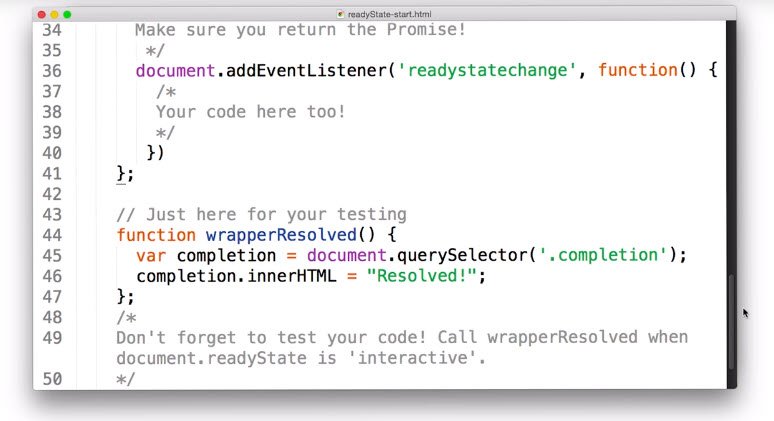 readyState-start.html
34 Make sure you return the Promise!
35 */
36 document.addEventListener('readystatechange', function() {
37 /*
38 Your code here too!
39 */
40 })
41 };
42
43 // Just here for your testing
44 function wrapperResolved() {
45 var completion = document.querySelector('.completion');
46 completion.innerHTML = "Resolved!";
47 };
48 /*
49 Don't forget to test your code! Call wrapperResolved when
document.readyState is 'interactive'.
50 */